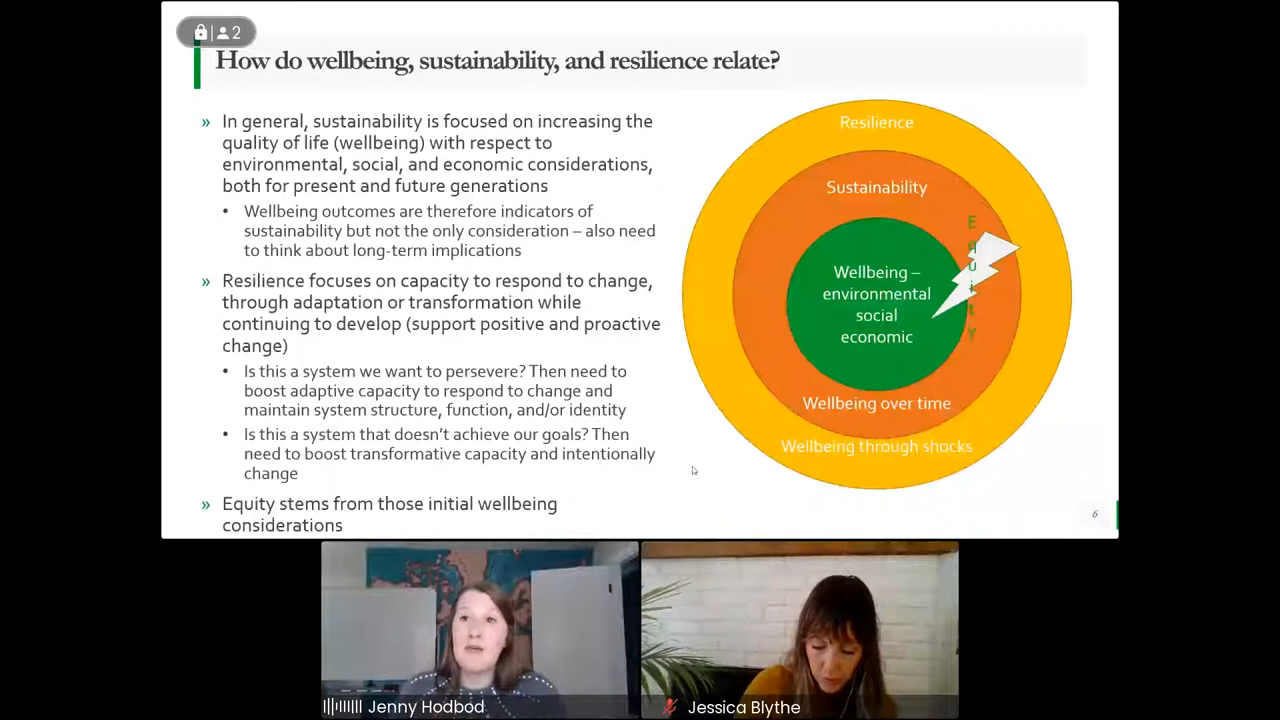 2
How do wellbeing, sustainability, and resilience relate?
» In general, sustainability is focused on increasing the
quality of life (wellbeing) with respect to
environmental, social, and economic considerations,
both for present and future generations
• Wellbeing outcomes are therefore indicators of
sustainability but not the only consideration – also need
to think about long-term implications
» Resilience focuses on capacity to respond to change,
through adaptation or transformation while
continuing to develop (support positive and proactive
change)
• Is this a system we want to persevere? Then need to
boost adaptive capacity to respond to change and
maintain system structure, function, and/or identity
• Is this a system that doesn’t achieve our goals? Then
need to boost transformative capacity and intentionally
change
» Equity stems from those initial wellbeing
considerations
Resilience
Sustainability
Wellbeing –
environmental
social
economic
E
q
u
i
t
y
Wellbeing over time
Wellbeing through shocks
6
Jenny Hodbod
Jessica Blythe